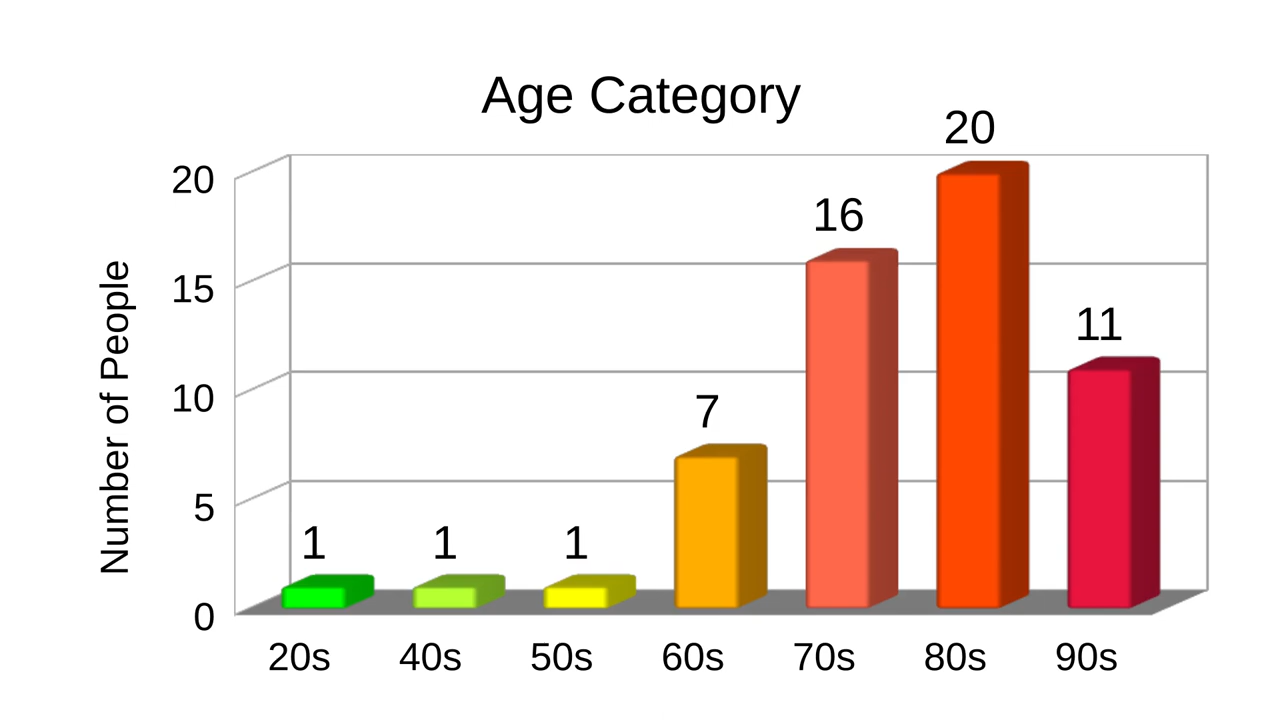 Age Category
Number of People
20
15
10
5
0
1
1
1
7
16
20
11
20s
40s
50s
60s
70s
80s
90s